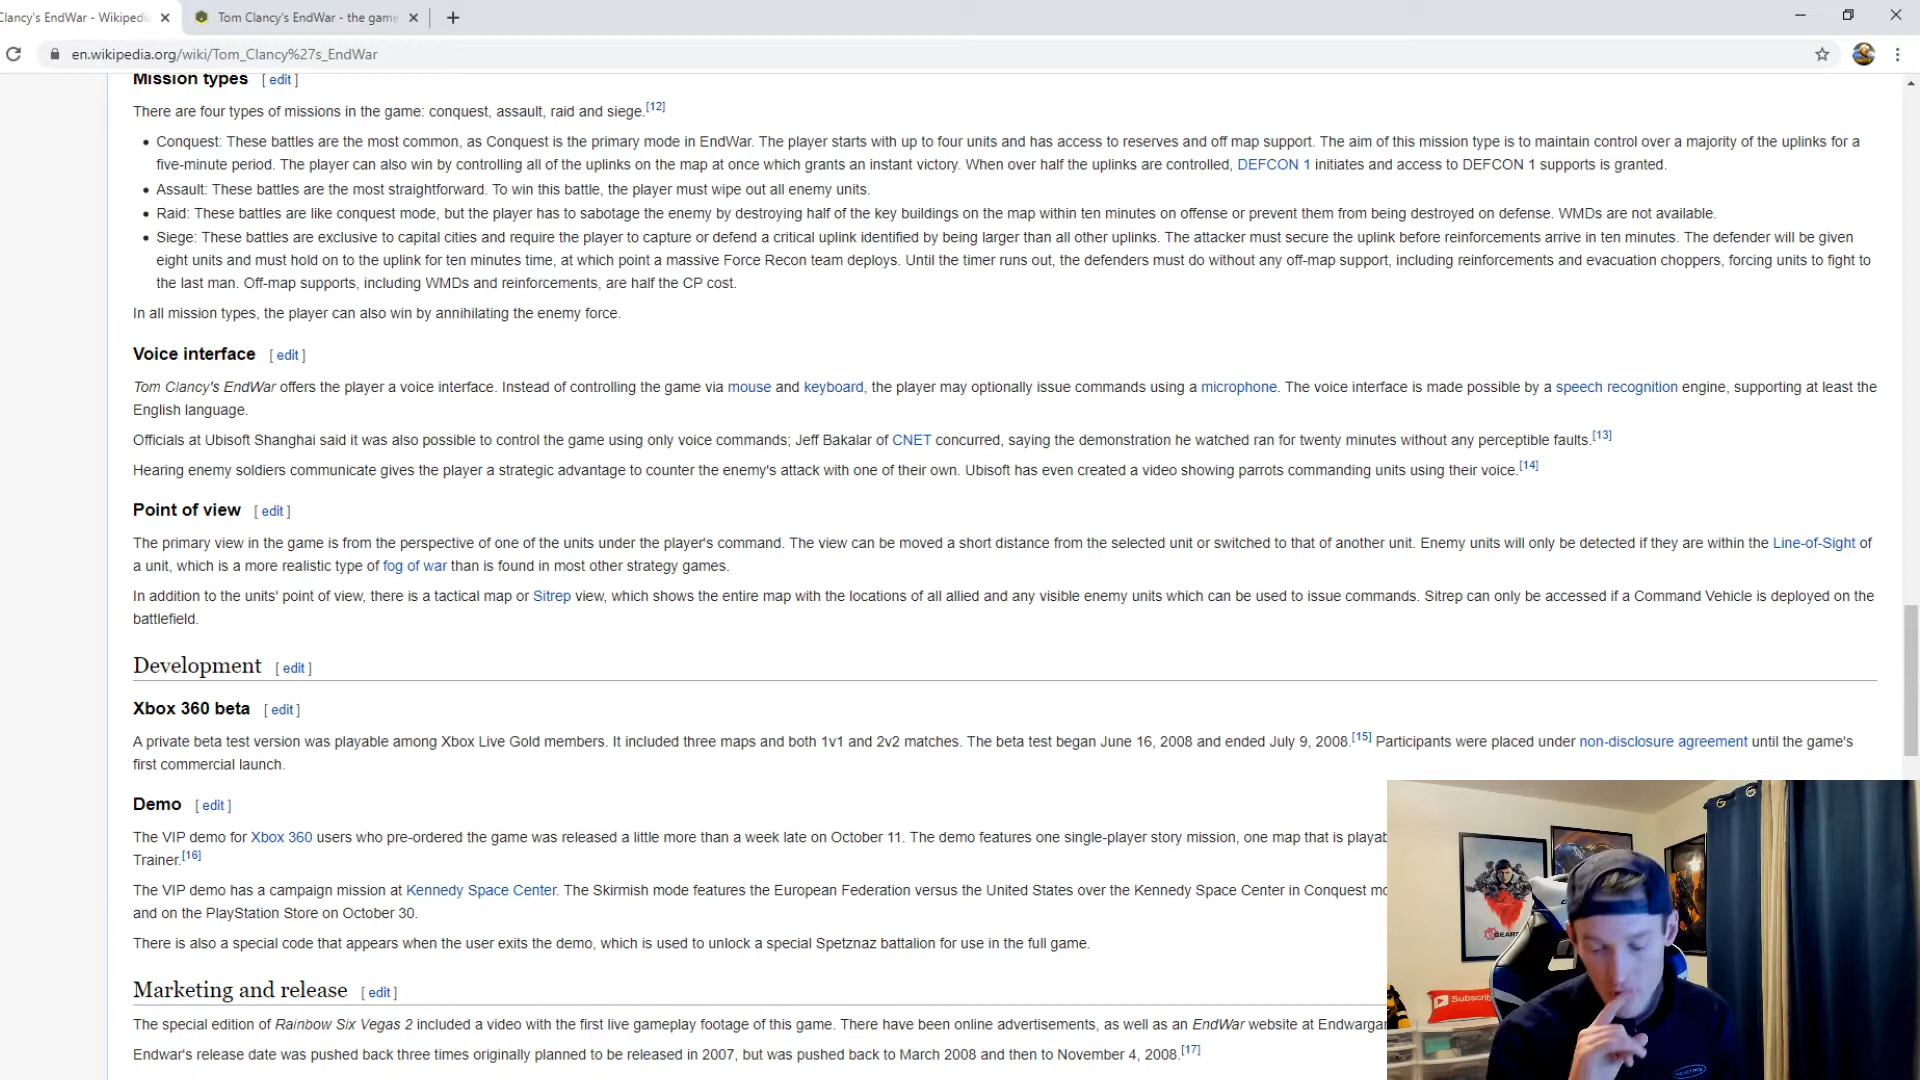 Clancy's EndWar - Wikipedi
Tom Clancy's EndWar - the game
en.wikipedia.org/wiki/Tom_Clancy%27s_EndWar
Mission types [ edit ]
There are four types of missions in the game: conquest, assault, raid and siege.[12]
• Conquest: These battles are the most common, as Conquest is the primary mode in EndWar. The player starts with up to four units and has access to reserves and off map support. The aim of this mission type is to maintain control over a majority of the uplinks for a
five-minute period. The player can also win by controlling all of the uplinks on the map at once which grants an instant victory. When over half the uplinks are controlled, DEFCON 1 initiates and access to DEFCON 1 supports is granted.
• Assault: These battles are the most straightforward. To win this battle, the player must wipe out all enemy units.
• Raid: These battles are like conquest mode, but the player has to sabotage the enemy by destroying half of the key buildings on the map within ten minutes on offense or prevent them from being destroyed on defense. WMDs are not available.
• Siege: These battles are exclusive to capital cities and require the player to capture or defend a critical uplink identified by being larger than all other uplinks. The attacker must secure the uplink before reinforcements arrive in ten minutes. The defender will be given
eight units and must hold on to the uplink for ten minutes time, at which point a massive Force Recon team deploys. Until the timer runs out, the defenders must do without any off-map support, including reinforcements and evacuation choppers, forcing units to fight to
the last man. Off-map supports, including WMDs and reinforcements, are half the CP cost.
In all mission types, the player can also win by annihilating the enemy force.
Voice interface [ edit ]
Tom Clancy's EndWar offers the player a voice interface. Instead of controlling the game via mouse and keyboard, the player may optionally issue commands using a microphone. The voice interface is made possible by a speech recognition engine, supporting at least the
English language.
Officials at Ubisoft Shanghai said it was also possible to control the game using only voice commands; Jeff Bakalar of CNET concurred, saying the demonstration he watched ran for twenty minutes without any perceptible faults.[13]
Hearing enemy soldiers communicate gives the player a strategic advantage to counter the enemy's attack with one of their own. Ubisoft has even created a video showing parrots commanding units using their voice.[14]
Point of view [ edit ]
The primary view in the game is from the perspective of one of the units under the player's command. The view can be moved a short distance from the selected unit or switched to that of another unit. Enemy units will only be detected if they are within the Line-of-Sight of
a unit, which is a more realistic type of fog of war than is found in most other strategy games.
In addition to the units' point of view, there is a tactical map or Sitrep view, which shows the entire map with the locations of all allied and any visible enemy units which can be used to issue commands. Sitrep can only be accessed if a Command Vehicle is deployed on the
battlefield.
Development [ edit ]
Xbox 360 beta [ edit ]
A private beta test version was playable among Xbox Live Gold members. It included three maps and both 1v1 and 2v2 matches. The beta test began June 16, 2008 and ended July 9, 2008.[15] Participants were placed under non-disclosure agreement until the game's
first commercial launch.
Demo [ edit ]
The VIP demo for Xbox 360 users who pre-ordered the game was released a little more than a week late on October 11. The demo features one single-player story mission, one map that is playab
Trainer.[16]
The VIP demo has a campaign mission at Kennedy Space Center. The Skirmish mode features the European Federation versus the United States over the Kennedy Space Center in Conquest mo
and on the PlayStation Store on October 30.
There is also a special code that appears when the user exits the demo, which is used to unlock a special Spetznaz battalion for use in the full game.
Marketing and release [ edit ]
The special edition of Rainbow Six Vegas 2 included a video with the first live gameplay footage of this game. There have been online advertisements, as well as an EndWar website at Endwargam
Endwar's release date was pushed back three times originally planned to be released in 2007, but was pushed back to March 2008 and then to November 4, 2008.[17]
GEARS
Subscrib